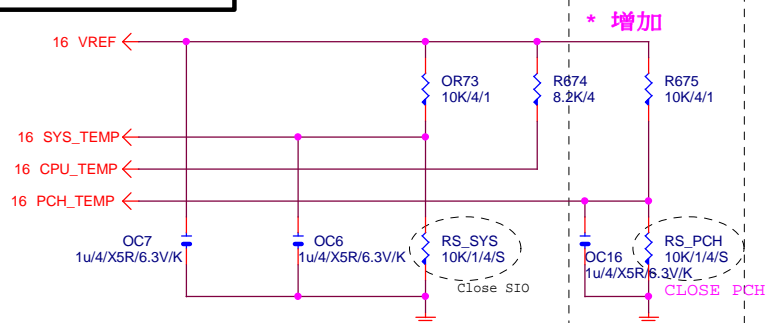 * 增加
16 VREF
OR73
10K/4/1
R674
8.2K/4
R675
10K/4/1
16 SYS_TEMP
16 CPU_TEMP
16 PCH_TEMP
OC7
1u/4/X5R/6.3V/K
OC6
1u/4/X5R/6.3V/K
RS_SYS
10K/1/4/S
Close SIO
OC16
1u/4/X5R/6.3V/K
RS_PCH
10K/1/4/S
CLOSE PCH